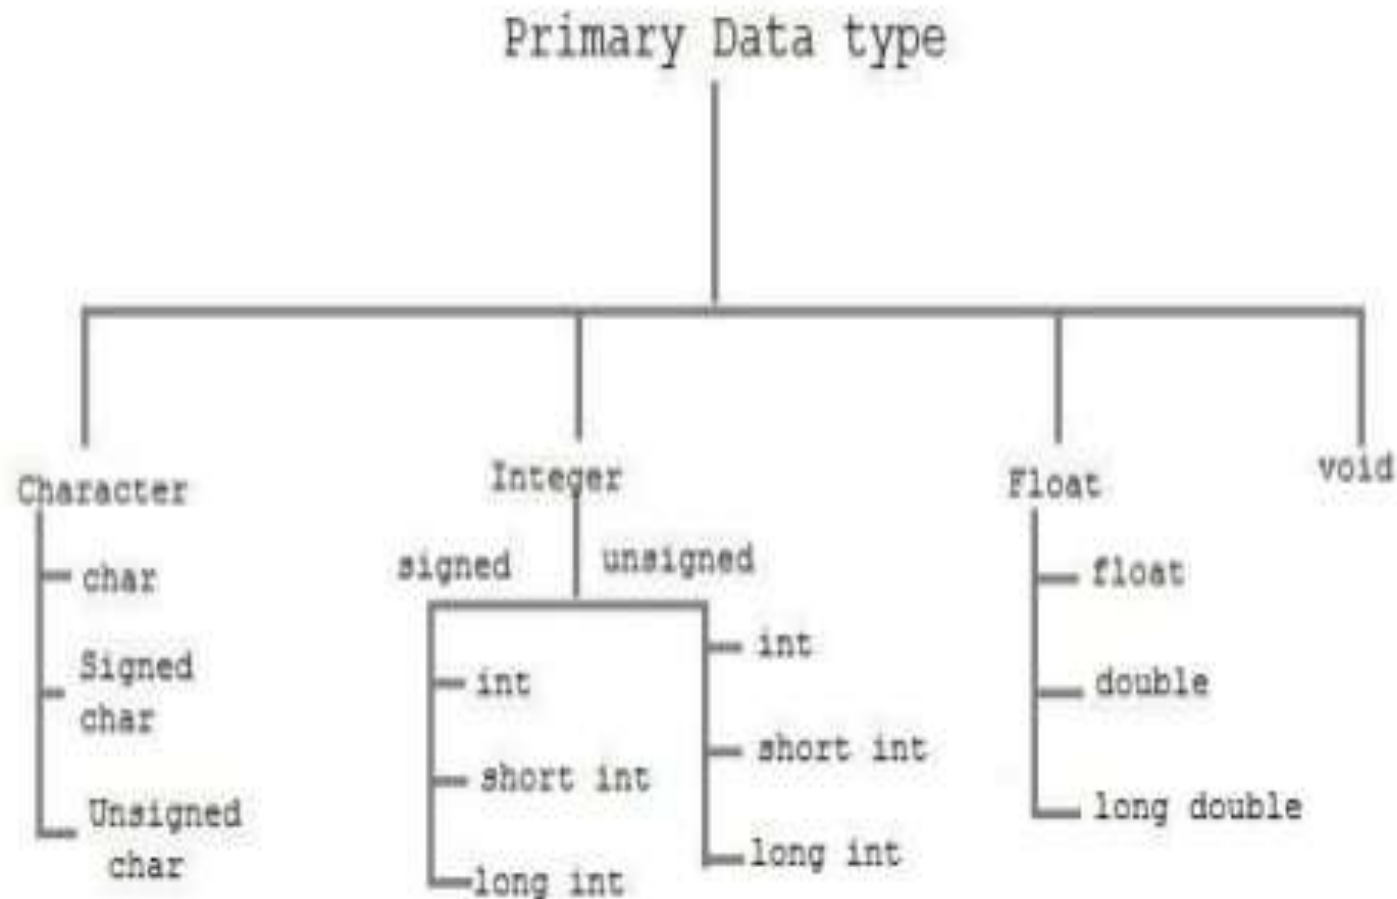 Primary Data type
Character
char
Signed
char
Unsigned
char
Integer
signed
int
short int
long int
unsigned
int
short int
long int
Float
float
double
long double
void